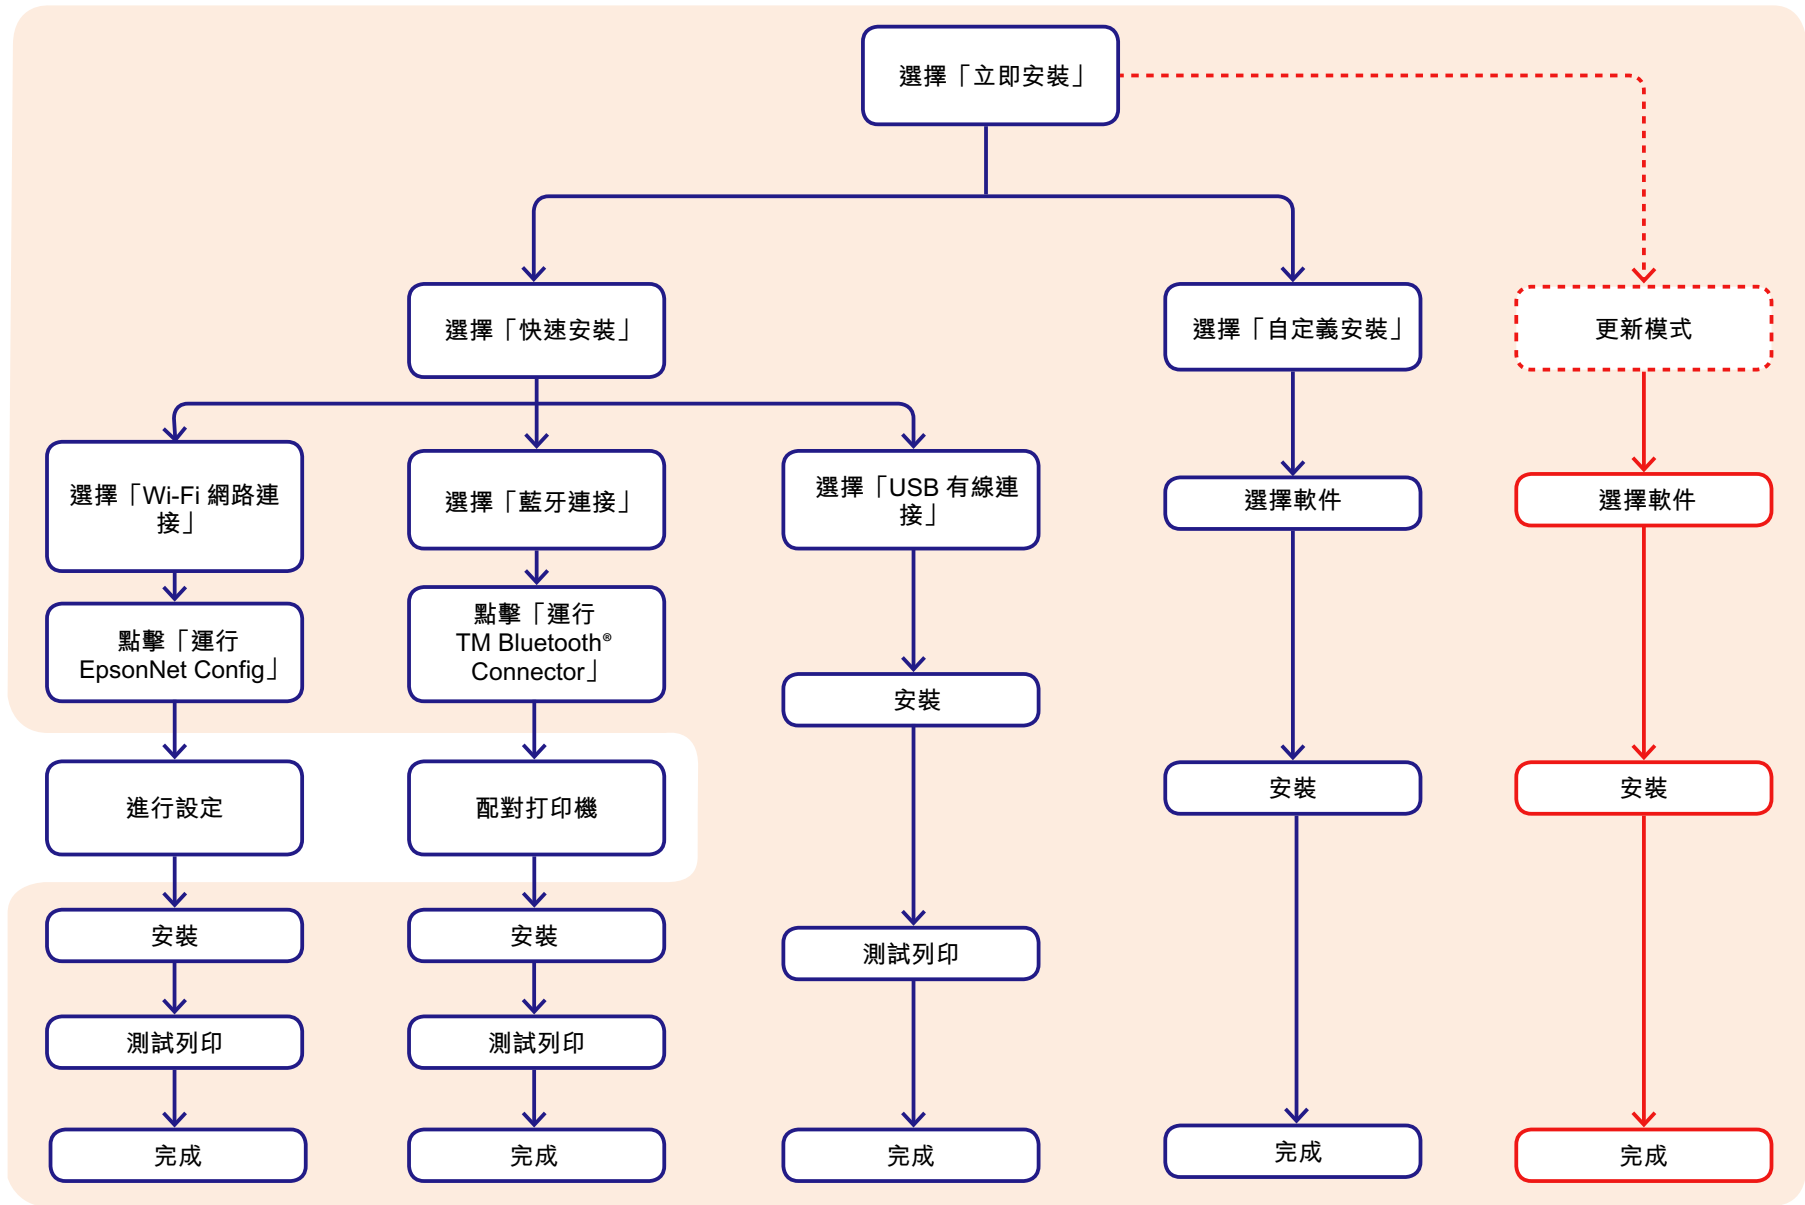 選擇「立即安裝」
選擇「快速安裝」
選擇「自定義安裝」
更新模式
選擇「Wi-Fi 網路連
接」
選擇「藍牙連接」
選擇「USB 有線連
接」
選擇軟件
選擇軟件
點擊「運行
EpsonNet Config」
點擊「運行
TM Bluetooth®
Connector」
安裝
進行設定
配對打印機
安裝
安裝
安裝
安裝
測試列印
測試列印
測試列印
完成
完成
完成
完成
完成